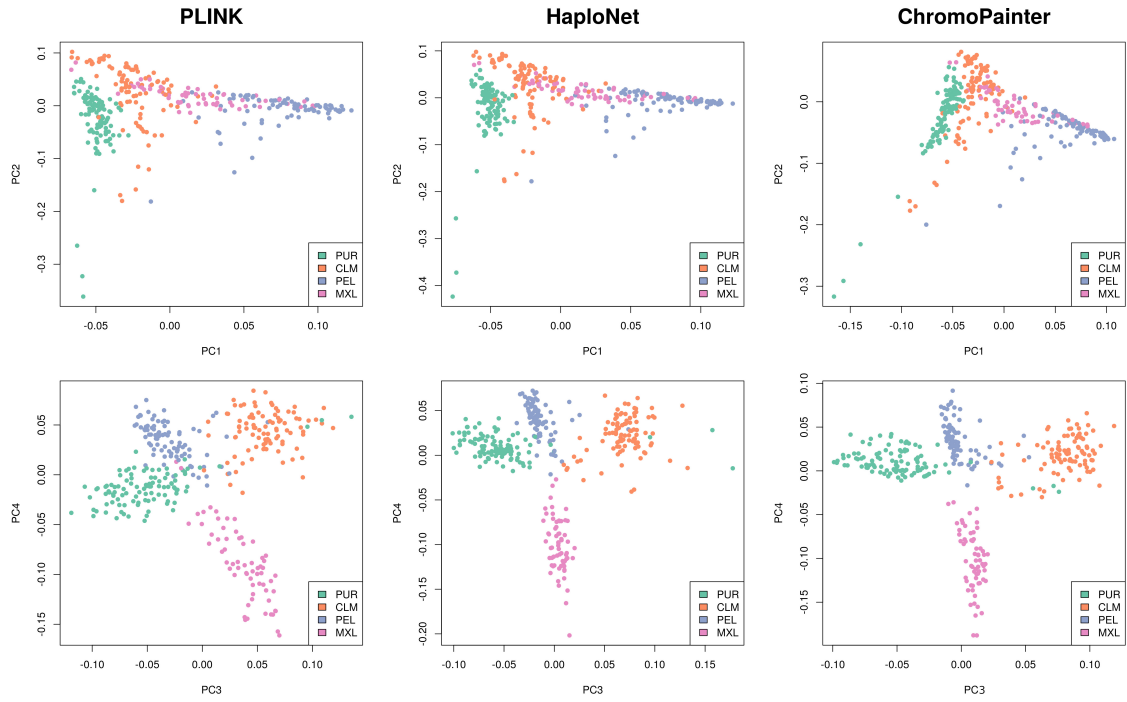 PLINK
HaploNet
ChromoPainter
PC2
0.1
0.0
-0.1
-0.2
-0.3
-0.05
0.00
0.05
0.10
PC1
PUR
CLM
PEL
MXL
PC2
0.1
0.0
-0.1
-0.2
-0.3
-0.4
-0.05
0.00
0.05
0.10
PC1
PUR
CLM
PEL
MXL
PC2
0.0
-0.1
-0.2
-0.3
-0.15
-0.10
-0.05
0.00
0.05
0.10
PC1
PUR
CLM
PEL
MXL
PC4
0.05
0.00
-0.05
-0.10
-0.15
-0.10
-0.05
0.00
0.05
0.10
PC3
PUR
CLM
PEL
MXL
PC4
0.05
0.00
-0.05
-0.10
-0.15
-0.20
-0.10
-0.05
0.00
0.05
0.10
0.15
PC3
PUR
CLM
PEL
MXL
PC4
0.10
0.05
0.00
-0.05
-0.10
-0.15
-0.10
-0.05
0.00
0.05
0.10
PC3
PUR
CLM
PEL
MXL